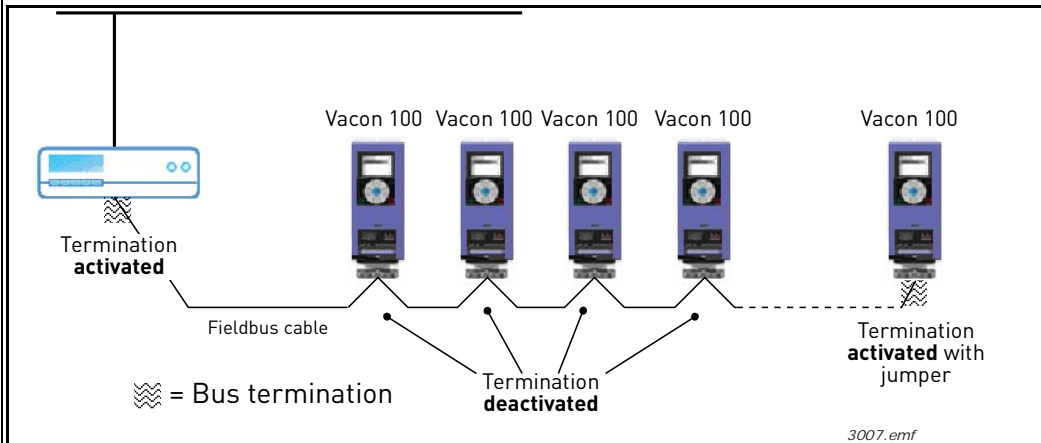 Vacon 100 Vacon 100 Vacon 100 Vacon 100 Vacon 100
Termination
activated
Fieldbus cable
Termination
deactivated
Termination
activated with
jumper
= Bus termination
3007.emf